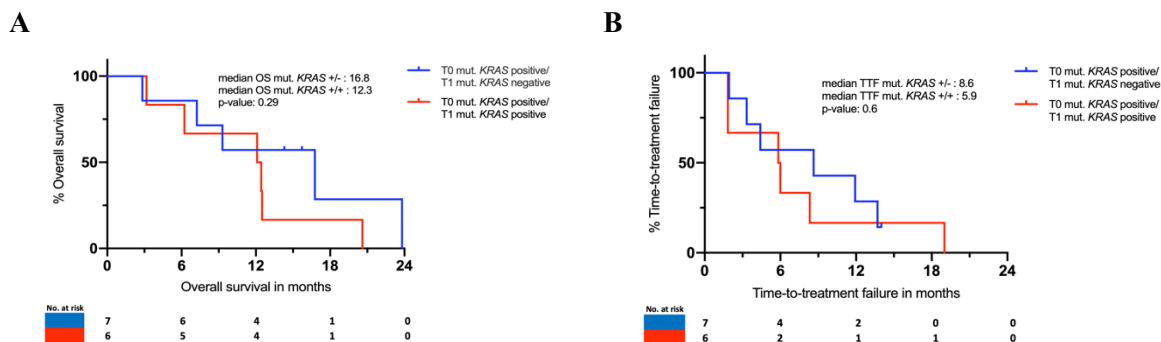 A
% Overall survival
100
50
0
median OS mut. KRAS +/- : 16.8
median OS mut. KRAS +/+ : 12.3
p-value: 0.29
T0 mut. KRAS positive/
T1 mut. KRAS negative
T0 mut. KRAS positive/
T1 mut. KRAS positive
0 6 12 18 24
Overall survival in months
No. at risk
7 6 4 1 0
6 5 4 1 0
B
% Time-to-treatment failure
100
50
0
median TTF mut. KRAS +/- : 8.6
median TTF mut. KRAS +/+ : 5.9
p-value: 0.6
T0 mut. KRAS positive/
T1 mut. KRAS negative
T0 mut. KRAS positive/
T1 mut. KRAS positive
0 6 12 18 24
Time-to-treatment failure in months
No. at risk
7 4 2 0 0
6 2 1 1 0